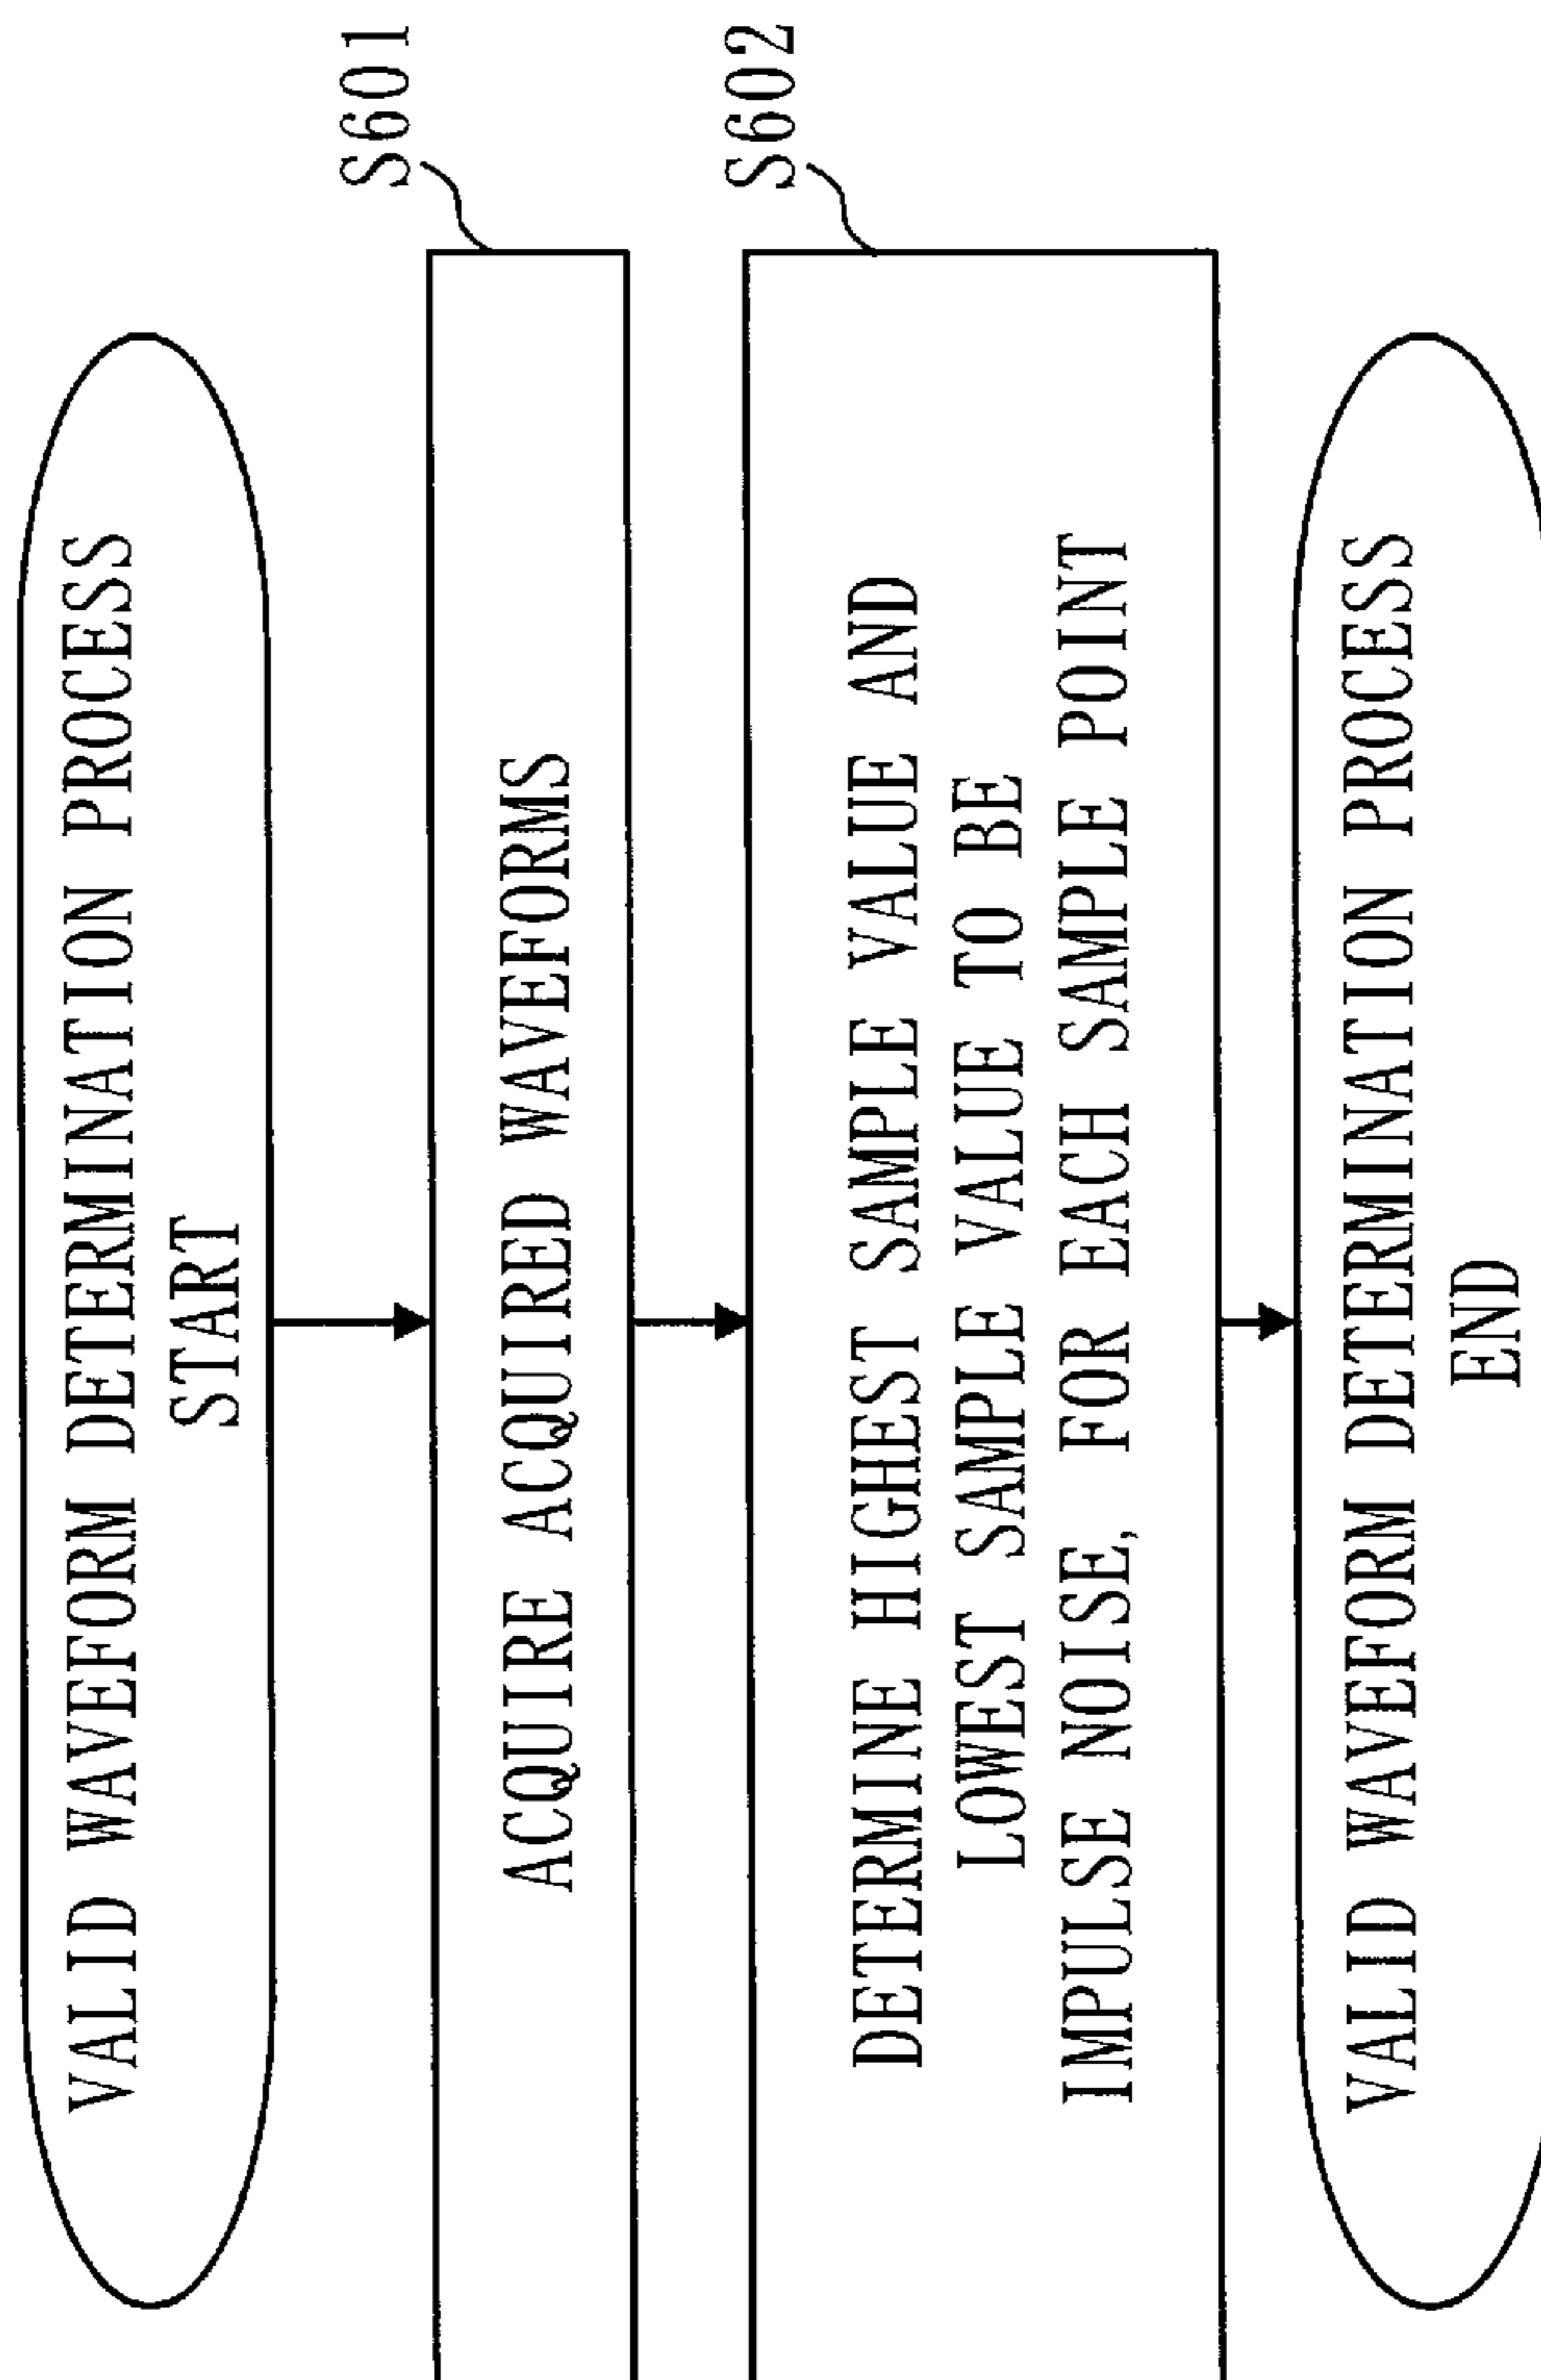 VALID WAVEFORM DETERMINATION PROCESS
START
S601
ACQUIRE ACQUIRED WAVEFORMS
S602
DETERMINE HIGHEST SAMPLE VALUE AND
LOWEST SAMPLE VALUE TO BE
IMPULSE NOISE, FOR EACH SAMPLE POINT
VALID WAVEFORM DETERMINATION PROCESS
END